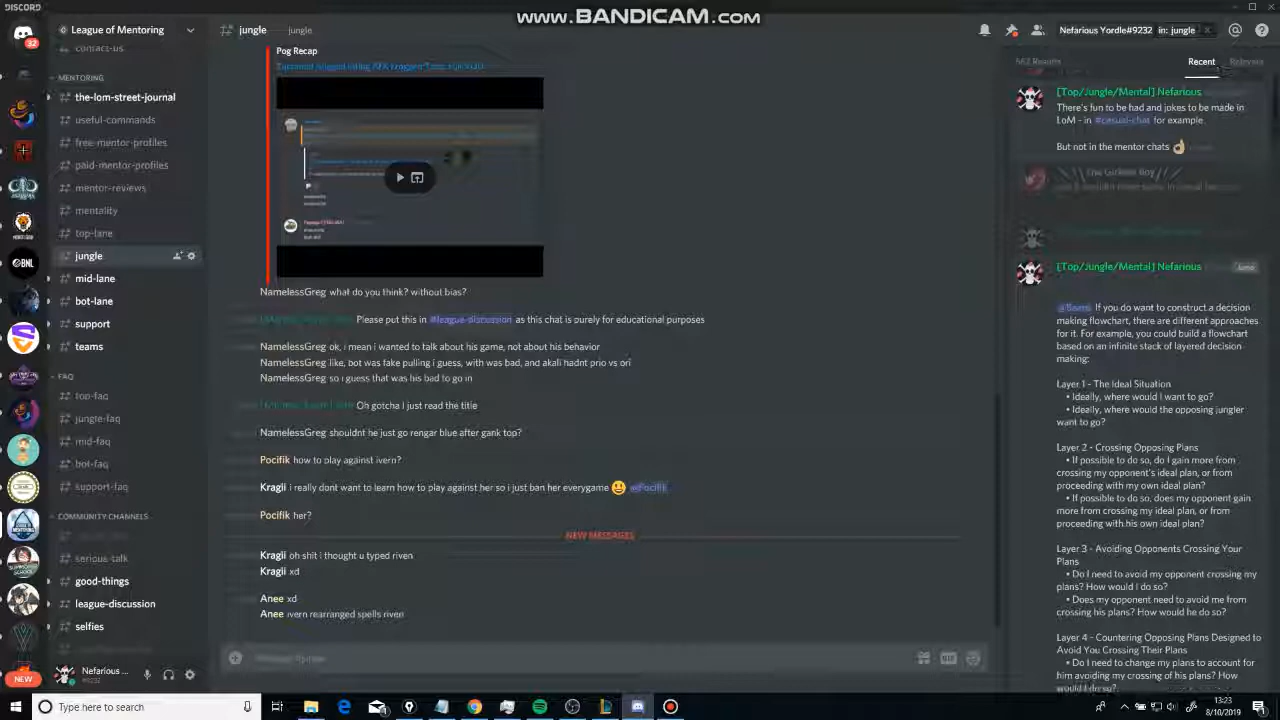 DISCORD
www.BANDICAM.com
32
League of Mentoring
# jungle jungle
Nefarious Yordle#9232 in: jungle
contact-us
MENTORING
# the-lom-street-journal
# useful-commands
# free-mentor-profiles
# paid-mentor-profiles
# mentor-reviews
# mentality
# top-lane
# jungle
# mid-lane
# bot-lane
# support
# teams
FAQ
# top-faq
# jungle-faq
# mid-faq
# bot-faq
# support-faq
COMMUNITY CHANNELS
# serious-talk
# good-things
# league-discussion
# selfies
BNL
NEW
Nefarious ...
#9232
Pog Recap
NamelessGreg what do you think? without bias?
Please put this in #league-discussion as this chat is purely for educational purposes
NamelessGreg ok, i mean i wanted to talk about his game, not about his behavior
NamelessGreg like, bot was fake pulling i guess, with was bad, and akali hadnt prio vs ori
NamelessGreg so i guess that was his bad to go in
Oh gotcha I just read the title
NamelessGreg shouldnt he just go rengar blue after gank top?
Pocifik how to play against ivern?
Kragii i really dont want to learn how to play against her so i just ban her everygame @Pocifik
Pocifik her?
NEW MESSAGES
Kragii oh shit i thought u typed riven
Kragii xd
Anee xd
Anee ivern rearranged spells riven
GIF
562 Results
Recent
Relevant
[Top/Jungle/Mental] Nefarious
There's fun to be had and jokes to be made in
LoM - in #casual-chat for example.
But not in the mentor chats
[Top/Jungle/Mental] Nefarious
Jump
If you do want to construct a decision
making flowchart, there are different approaches
for it. For example, you could build a flowchart
based on an infinite stack of layered decision
making:
Layer 1 - The Ideal Situation
• Ideally, where would I want to go?
• Ideally, where would the opposing jungler
want to go?
Layer 2 - Crossing Opposing Plans
• If possible to do so, do I gain more from
crossing my opponent's ideal plan, or from
proceeding with my own ideal plan?
• If possible to do so, does my opponent gain
more from crossing my ideal plan, or from
proceeding with his own ideal plan?
Layer 3 - Avoiding Opponents Crossing Your
Plans
• Do I need to avoid my opponent crossing my
plans? How would I do so?
• Does my opponent need to avoid me from
crossing his plans? How would he do so?
Layer 4 - Countering Opposing Plans Designed to
Avoid You Crossing Their Plans
• Do I need to change my plans to account for
him avoiding my crossing of his plans? How
would I do so?
Type here to search
13:23
8/10/2019